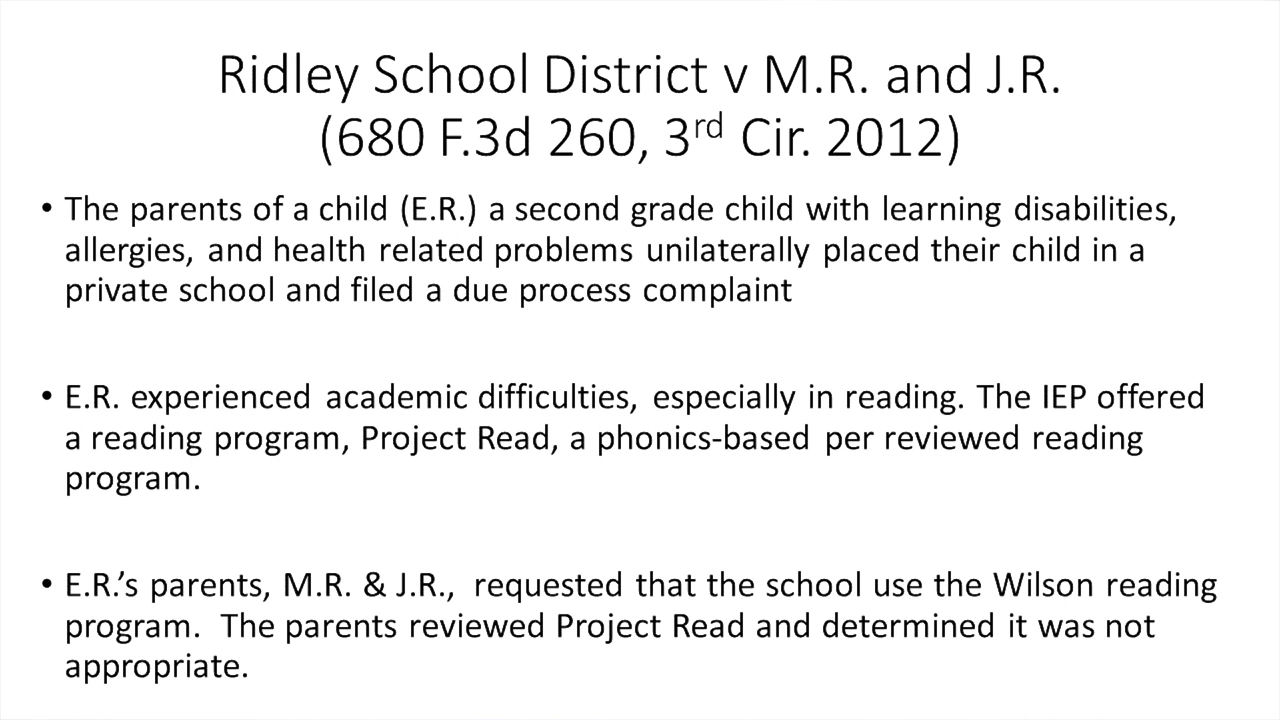 Ridley School District v M.R. and J.R.
(680 F.3d 260, 3rd Cir. 2012)
• The parents of a child (E.R.) a second grade child with learning disabilities,
allergies, and health related problems unilaterally placed their child in a
private school and filed a due process complaint
• E.R. experienced academic difficulties, especially in reading. The IEP offered
a reading program, Project Read, a phonics-based per reviewed reading
program.
• E.R.’s parents, M.R. & J.R., requested that the school use the Wilson reading
program. The parents reviewed Project Read and determined it was not
appropriate.